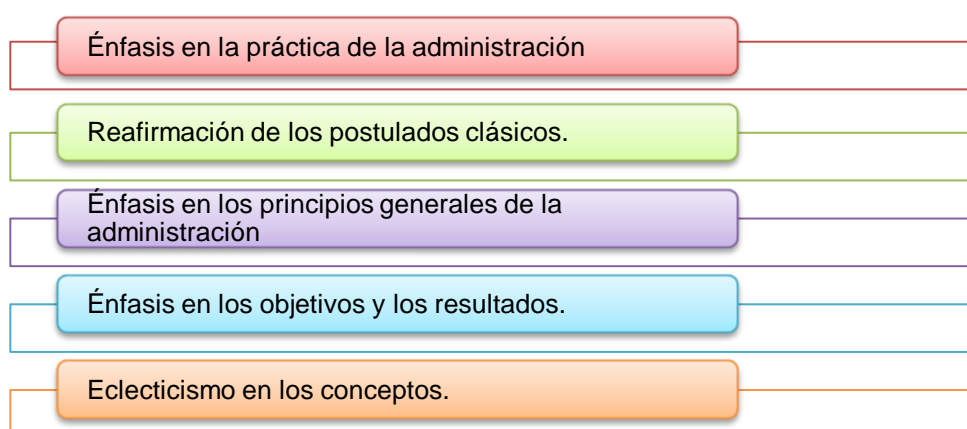 Énfasis en la práctica de la administración
Reafirmación de los postulados clásicos.
Énfasis en los principios generales de la
administración
Énfasis en los objetivos y los resultados.
Eclecticismo en los conceptos.